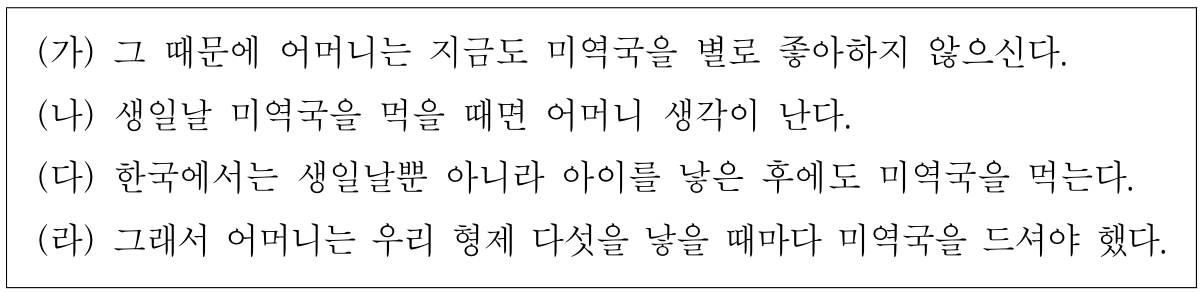 (가) 그 때문에 어머니는 지금도 미역국을 별로 좋아하지 않으신다.
(나) 생일날 미역국을 먹을 때면 어머니 생각이 난다.
(다) 한국에서는 생일날뿐 아니라 아이를 낳은 후에도 미역국을 먹는다.
(라) 그래서 어머니는 우리 형제 다섯을 낳을 때마다 미역국을 드셔야 했다.